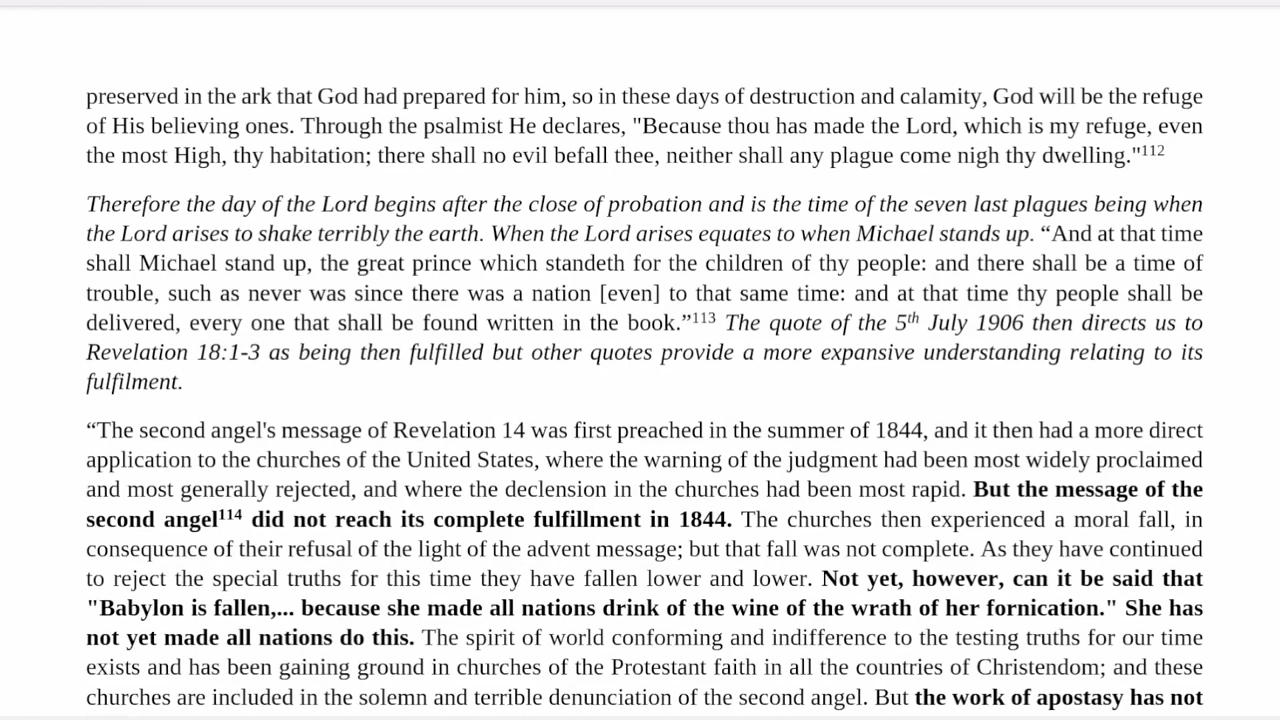 preserved in the ark that God had prepared for him, so in these days of destruction and calamity, God will be the refuge
of His believing ones. Through the psalmist He declares, "Because thou has made the Lord, which is my refuge, even
the most High, thy habitation; there shall no evil befall thee, neither shall any plague come nigh thy dwelling."112
Therefore the day of the Lord begins after the close of probation and is the time of the seven last plagues being when
the Lord arises to shake terribly the earth. When the Lord arises equates to when Michael stands up. “And at that time
shall Michael stand up, the great prince which standeth for the children of thy people: and there shall be a time of
trouble, such as never was since there was a nation [even] to that same time: and at that time thy people shall be
delivered, every one that shall be found written in the book.”113 The quote of the 5th July 1906 then directs us to
Revelation 18:1-3 as being then fulfilled but other quotes provide a more expansive understanding relating to its
fulfilment.
“The second angel's message of Revelation 14 was first preached in the summer of 1844, and it then had a more direct
application to the churches of the United States, where the warning of the judgment had been most widely proclaimed
and most generally rejected, and where the declension in the churches had been most rapid. But the message of the
second angel114 did not reach its complete fulfillment in 1844. The churches then experienced a moral fall, in
consequence of their refusal of the light of the advent message; but that fall was not complete. As they have continued
to reject the special truths for this time they have fallen lower and lower. Not yet, however, can it be said that
"Babylon is fallen,... because she made all nations drink of the wine of the wrath of her fornication." She has
not yet made all nations do this. The spirit of world conforming and indifference to the testing truths for our time
exists and has been gaining ground in churches of the Protestant faith in all the countries of Christendom; and these
churches are included in the solemn and terrible denunciation of the second angel. But the work of apostasy has not